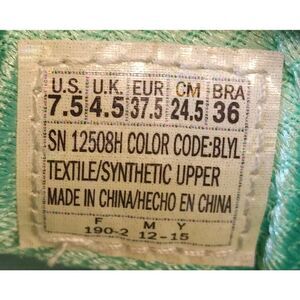 U.S. U.K. EUR CM BRA
7.5 4.5 37.5 24.5 36
SN 12508H COLOR CODE:BLYL
TEXTILE/SYNTHETIC UPPER
MADE IN CHINA/HECHO EN CHINA
F M Y
190-2 12-15